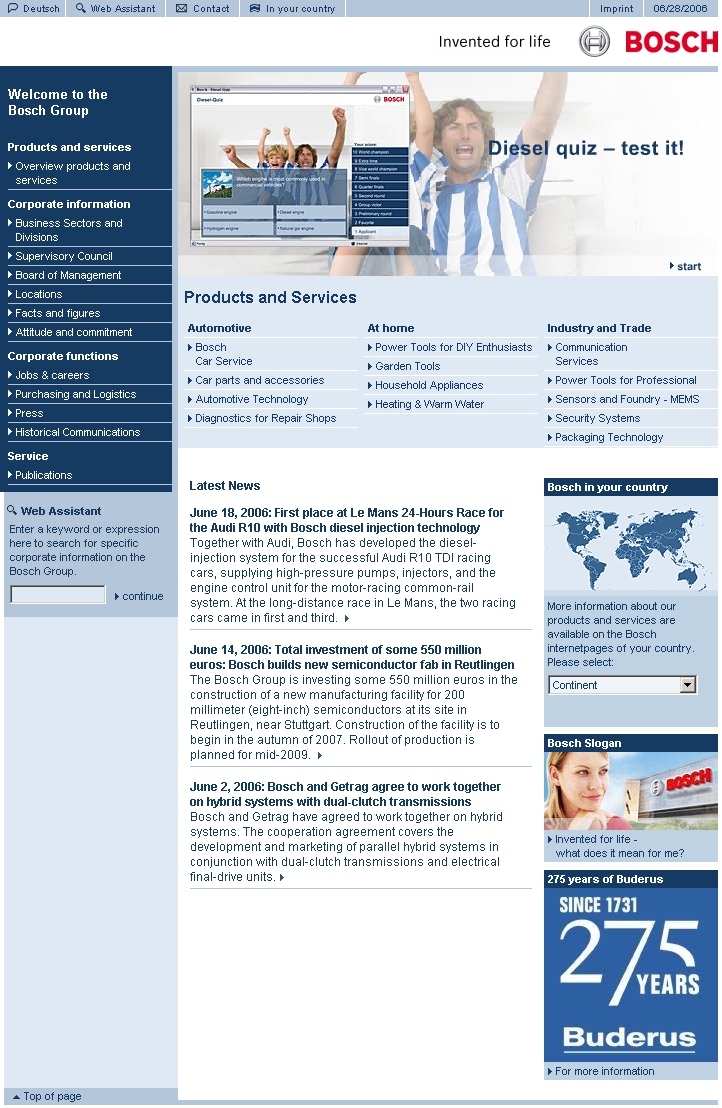 Deutsch
Web Assistant
Contact
In your country
Imprint
06/28/2006
Invented for life
BOSCH
Welcome to the
Bosch Group
Products and services
Overview products and
services
Corporate information
Business Sectors and
Divisions
Supervisory Council
Board of Management
Locations
Facts and figures
Attitude and commitment
Corporate functions
Jobs & careers
Purchasing and Logistics
Press
Historical Communications
Service
Publications
Web Assistant
Enter a keyword or expression
here to search for specific
corporate information on the
Bosch Group.
continue
Top of page
Bosch - Diesel-Quiz
Diesel-Quiz
BOSCH
Your score:
10 World champion
9 Extra time
8 Vice world champion
7 Semi finals
6 Quarter finals
5 Second round
4 Group victor
3 Preliminary round
2 Favorite
1 Applicant
Which engine is most commonly used in
commercial vehicles?
Gasoline engine
Diesel engine
Hydrogen engine
Natural gas engine
Fertig
Internet
Diesel quiz – test it!
start
Products and Services
Automotive
Bosch
Car Service
Car parts and accessories
Automotive Technology
Diagnostics for Repair Shops
At home
Power Tools for DIY Enthusiasts
Garden Tools
Household Appliances
Heating & Warm Water
Industry and Trade
Communication
Services
Power Tools for Professional
Sensors and Foundry - MEMS
Security Systems
Packaging Technology
Latest News
June 18, 2006: First place at Le Mans 24-Hours Race for
the Audi R10 with Bosch diesel injection technology
Together with Audi, Bosch has developed the diesel-
injection system for the successful Audi R10 TDI racing
cars, supplying high-pressure pumps, injectors, and the
engine control unit for the motor-racing common-rail
system. At the long-distance race in Le Mans, the two racing
cars came in first and third.
June 14, 2006: Total investment of some 550 million
euros: Bosch builds new semiconductor fab in Reutlingen
The Bosch Group is investing some 550 million euros in the
construction of a new manufacturing facility for 200
millimeter (eight-inch) semiconductors at its site in
Reutlingen, near Stuttgart. Construction of the facility is to
begin in the autumn of 2007. Rollout of production is
planned for mid-2009.
June 2, 2006: Bosch and Getrag agree to work together
on hybrid systems with dual-clutch transmissions
Bosch and Getrag have agreed to work together on hybrid
systems. The cooperation agreement covers the
development and marketing of parallel hybrid systems in
conjunction with dual-clutch transmissions and electrical
final-drive units.
Bosch in your country
More information about our
products and services are
available on the Bosch
internetpages of your country.
Please select:
Continent
Bosch Slogan
BOSCH
Invented for life -
what does it mean for me?
275 years of Buderus
SINCE 1731
275
YEARS
Buderus
For more information